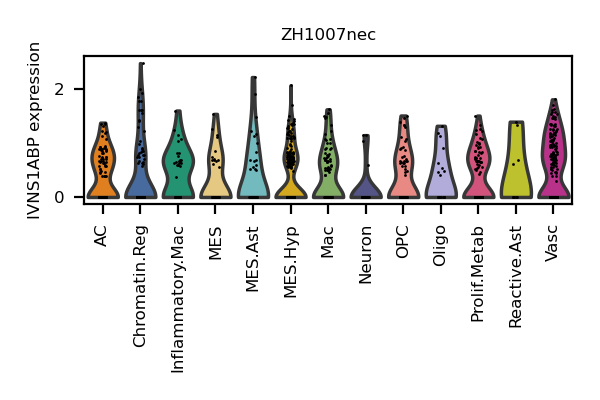 ZH1007nec
IVNS1ABP expression
2
0
AC
Chromatin.Reg
Inflammatory.Mac
MES
MES.Ast
MES.Hyp
Mac
Neuron
OPC
Oligo
Prolif.Metab
Reactive.Ast
Vasc